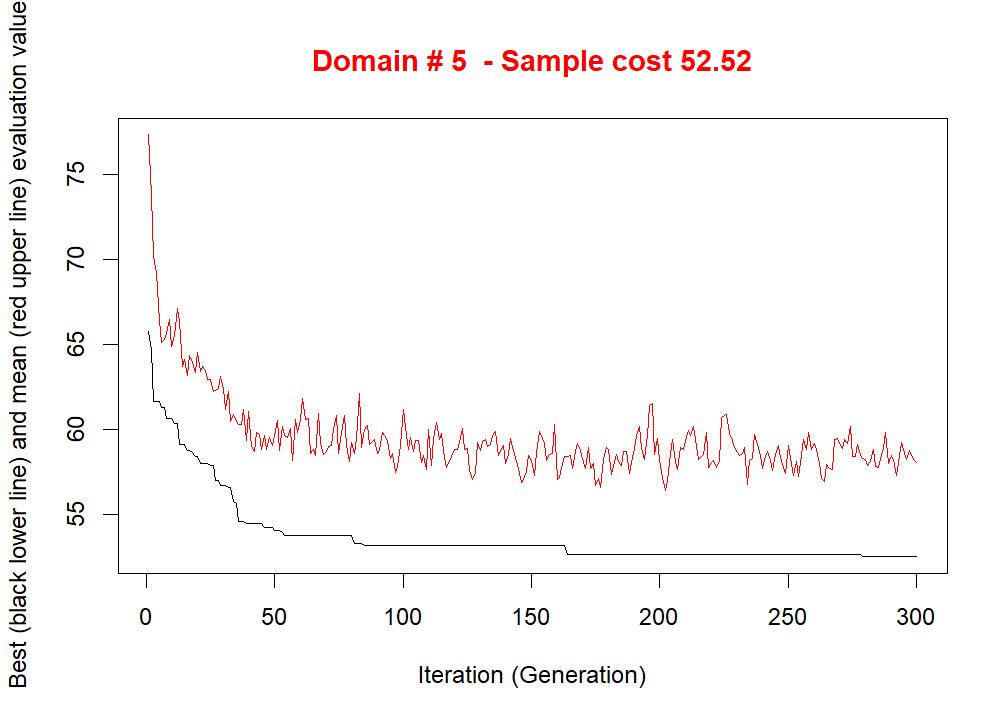 Domain # 5  - Sample cost 52.52
Best (black lower line) and mean (red upper line) evaluation value
75
70
65
60
55
0 50 100 150 200 250 300
Iteration (Generation)